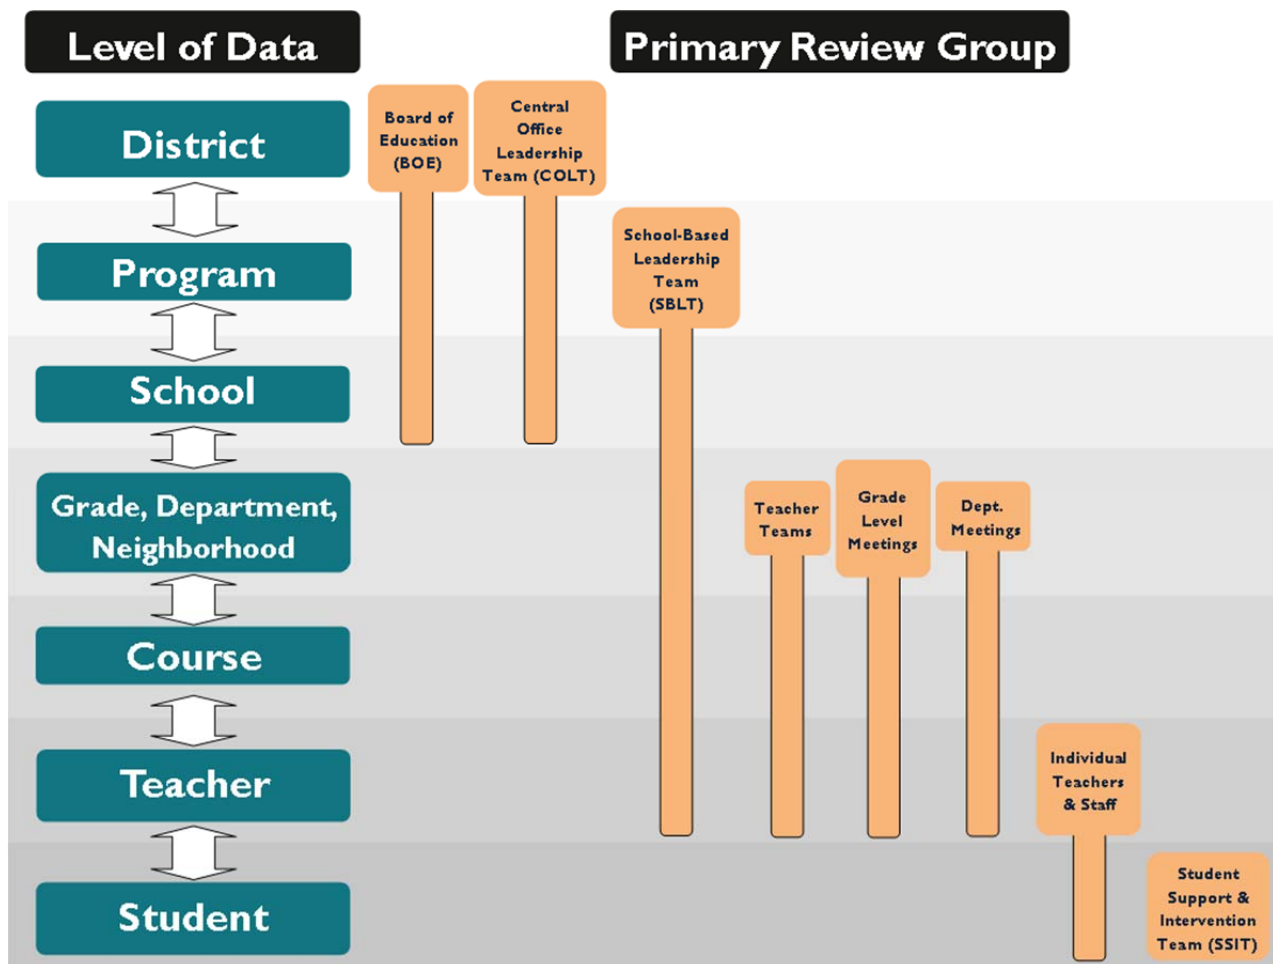 Level of Data
Primary Review Group
District
Board of
Education
(BOE)
Central
Office
Leadership
Team (COLT)
Program
School-Based
Leadership
Team
(SBLT)
School
Grade, Department,
Neighborhood
Teacher
Teams
Grade
Level
Meetings
Dept.
Meetings
Course
Teacher
Individual
Teachers
& Staff
Student
Student
Support &
Intervention
Team (SSIT)